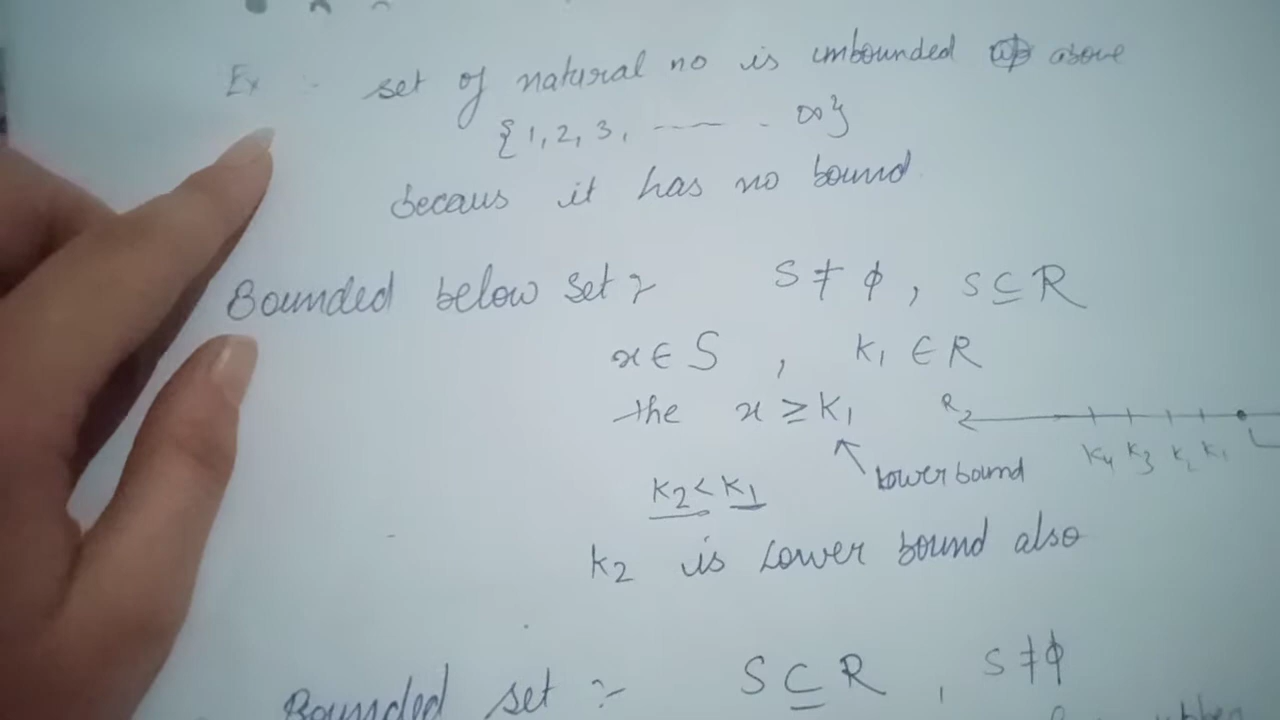 Ex :- set of natural no is unbounded above
{1, 2, 3, ---- - ∞}
becaus it has no bound.
Bounded below set :- S ≠ ϕ , S ⊆ R
x ∈ S , K1 ∈ R
the x ≥ K1
R
K4 K3 K2 K1
Lower bound
K2 < K1
K2 is Lower bound also
Bounded set :- S ⊆ R , S ≠ ϕ